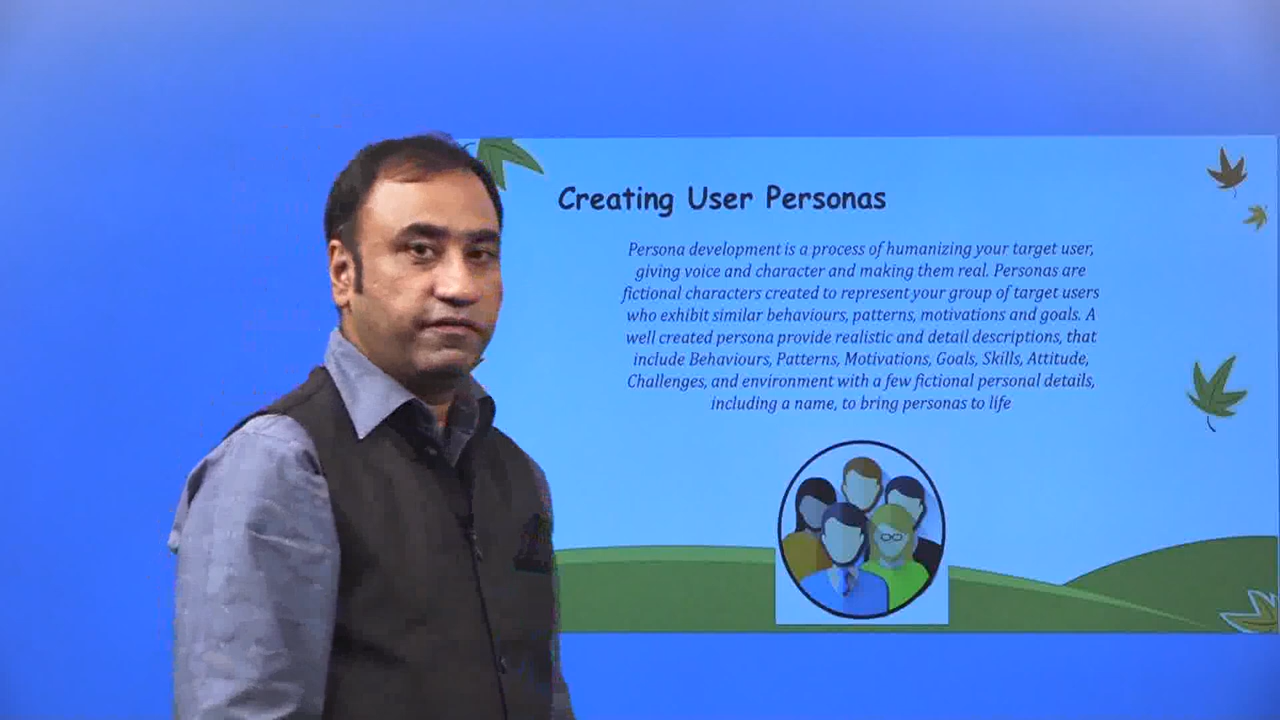 Creating User Personas
Persona development is a process of humanizing your target user,
giving voice and character and making them real. Personas are
fictional characters created to represent your group of target users
who exhibit similar behaviours, patterns, motivations and goals. A
well created persona provide realistic and detail descriptions, that
include Behaviours, Patterns, Motivations, Goals, Skills, Attitude,
Challenges, and environment with a few fictional personal details,
including a name, to bring personas to life